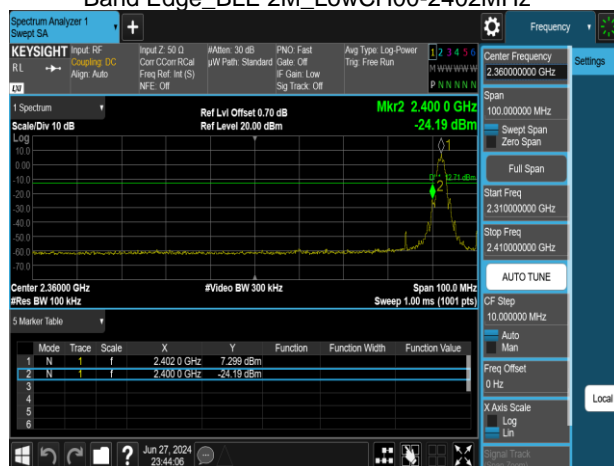 Band Edge_BLE 2M_LowCH00-2402MHz
Spectrum Analyzer 1
Swept SA
Frequency
KEYSIGHT
RL
Input: RF
Coupling: DC
Align: Auto
Input Z: 50 Ω
Corr CCorr RCal
Freq Ref: Int (S)
NFE: Off
#Atten: 30 dB
µW Path: Standard
PNO: Fast
Gate: Off
IF Gain: Low
Sig Track: Off
Avg Type: Log-Power
Trig: Free Run
1 2 3 4 5 6
M W W W W W
P N N N N N
1 Spectrum
Scale/Div 10 dB
Ref Lvl Offset 0.70 dB
Ref Level 20.00 dBm
Mkr2 2.400 0 GHz
-24.19 dBm
Log
10.0
0.00
-10.0
-20.0
-30.0
-40.0
-50.0
-60.0
-70.0
1
2
Center 2.36000 GHz
#Res BW 100 kHz
#Video BW 300 kHz
Span 100.0 MHz
Sweep 1.00 ms (1001 pts)
5 Marker Table
Mode Trace Scale X Y Function Function Width Function Value
1 N 1 f 2.402 0 GHz 7.299 dBm
2 N 1 f 2.400 0 GHz -24.19 dBm
3
4
5
6
Jun 27, 2024
23:44:06
Center Frequency
2.360000000 GHz
Settings
Span
100.000000 MHz
Swept Span
Zero Span
Full Span
Start Freq
2.310000000 GHz
Stop Freq
2.410000000 GHz
AUTO TUNE
CF Step
10.000000 MHz
Auto
Man
Freq Offset
0 Hz
X Axis Scale
Log
Lin
Local
Signal Track